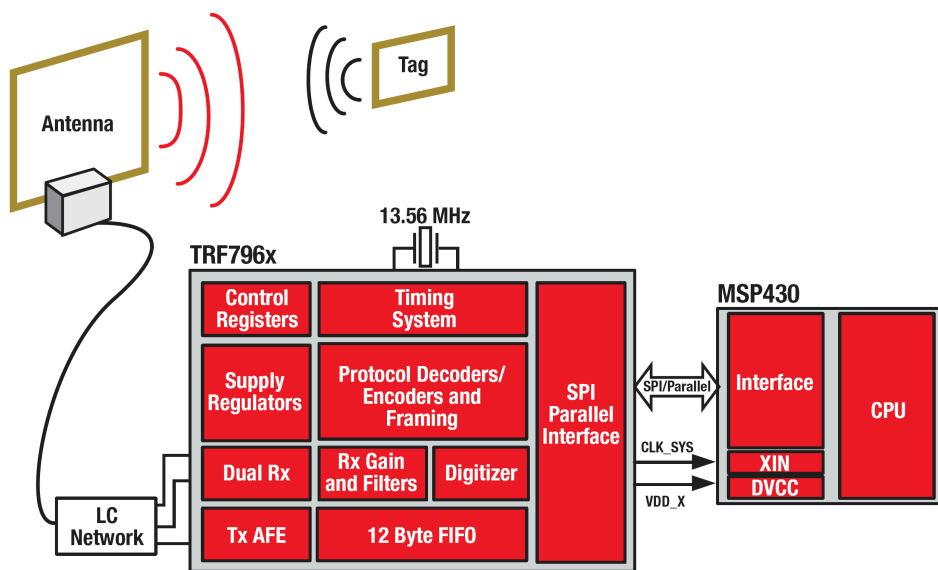 Antenna
Tag
13.56 MHz
TRF796x
Control
Registers
Timing
System
Supply
Regulators
Protocol Decoders/
Encoders and
Framing
SPI
Parallel
Interface
Dual Rx
Rx Gain
and Filters
Digitizer
Tx AFE
12 Byte FIFO
LC
Network
SPI/Parallel
CLK_SYS
VDD_X
MSP430
Interface
CPU
XIN
DVCC